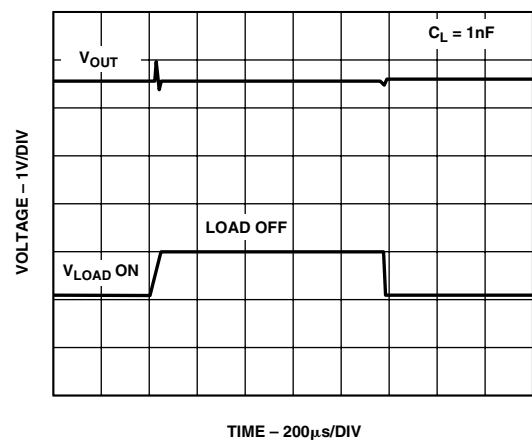 C_L = 1nF
V_OUT
VOLTAGE – 1V/DIV
LOAD OFF
V_LOAD ON
TIME – 200μs/DIV